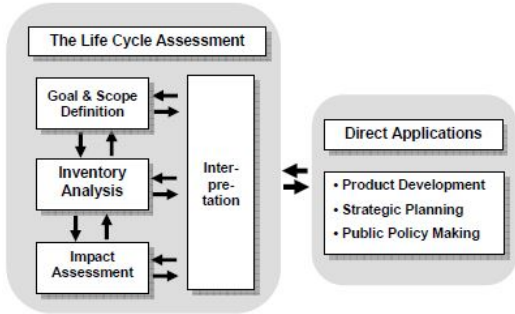 The Life Cycle Assessment
Goal & Scope
Definition
Inventory
Analysis
Impact
Assessment
Inter-
pre-
tation
Direct Applications
• Product Development
• Strategic Planning
• Public Policy Making